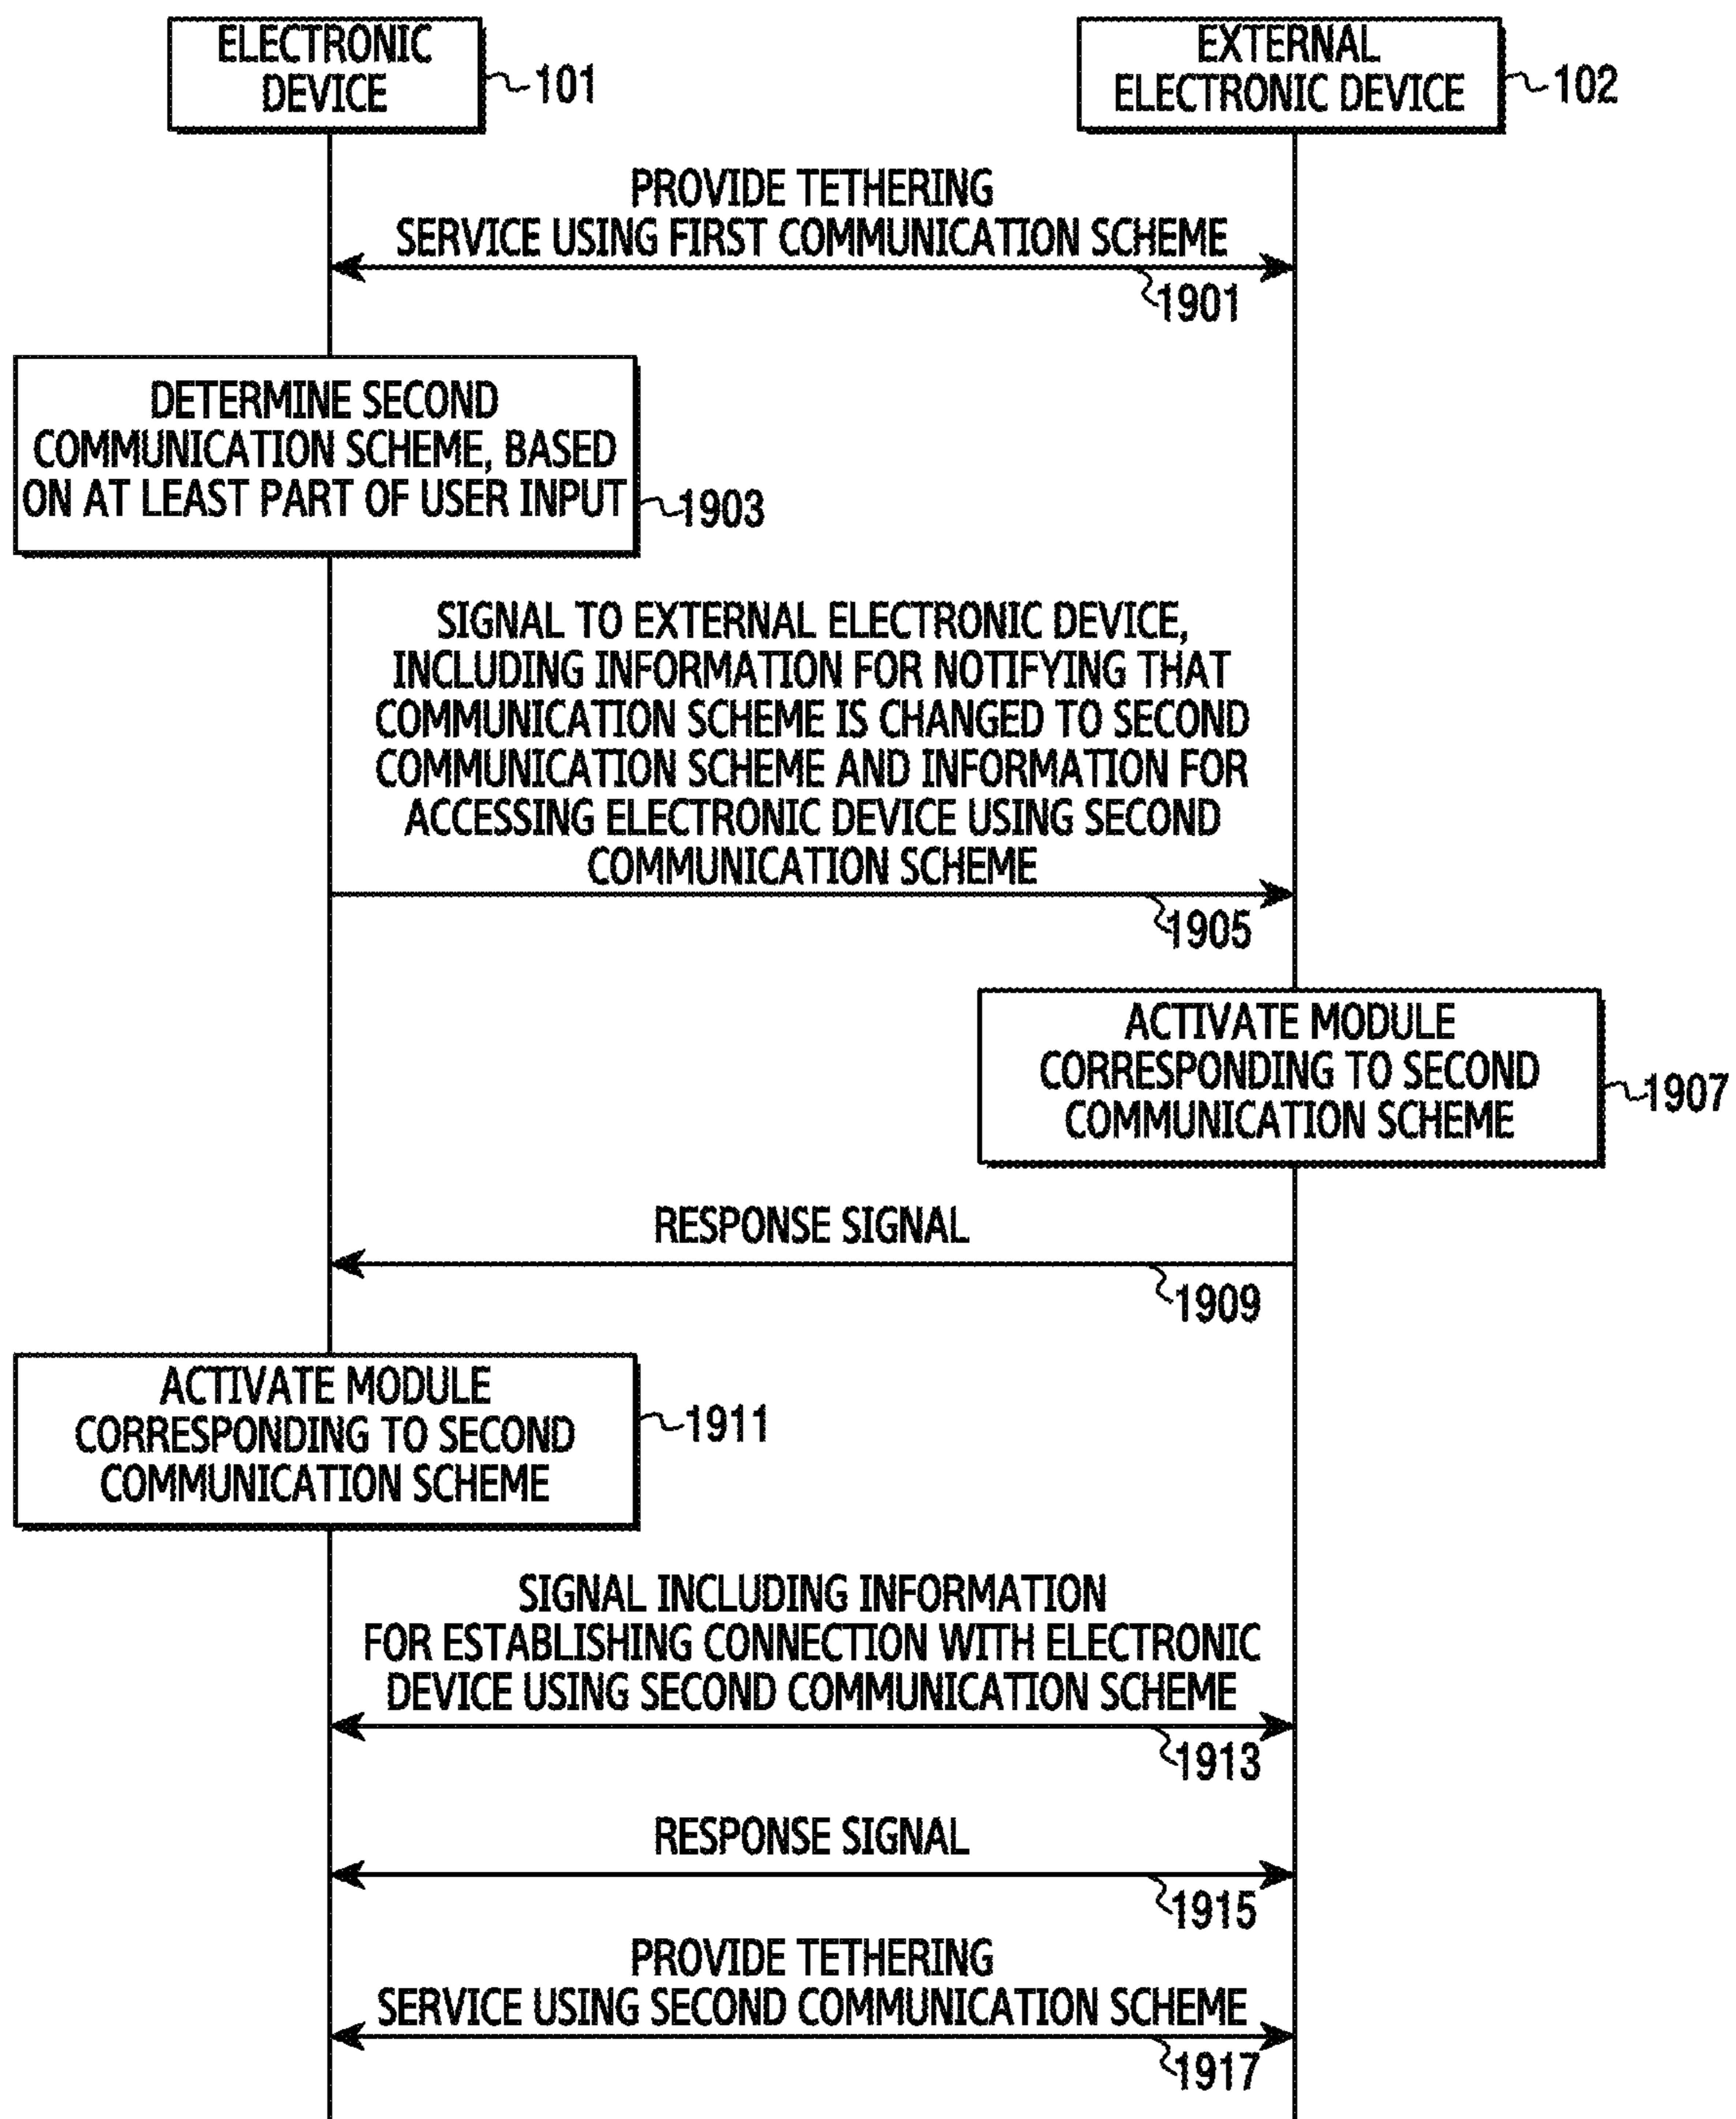 ELECTRONIC
DEVICE
101
EXTERNAL
ELECTRONIC DEVICE
102
PROVIDE TETHERING
SERVICE USING FIRST COMMUNICATION SCHEME
1901
DETERMINE SECOND
COMMUNICATION SCHEME, BASED
ON AT LEAST PART OF USER INPUT
1903
SIGNAL TO EXTERNAL ELECTRONIC DEVICE,
INCLUDING INFORMATION FOR NOTIFYING THAT
COMMUNICATION SCHEME IS CHANGED TO SECOND
COMMUNICATION SCHEME AND INFORMATION FOR
ACCESSING ELECTRONIC DEVICE USING SECOND
COMMUNICATION SCHEME
1905
ACTIVATE MODULE
CORRESPONDING TO SECOND
COMMUNICATION SCHEME
1907
RESPONSE SIGNAL
1909
ACTIVATE MODULE
CORRESPONDING TO SECOND
COMMUNICATION SCHEME
1911
SIGNAL INCLUDING INFORMATION
FOR ESTABLISHING CONNECTION WITH ELECTRONIC
DEVICE USING SECOND COMMUNICATION SCHEME
1913
RESPONSE SIGNAL
1915
PROVIDE TETHERING
SERVICE USING SECOND COMMUNICATION SCHEME
1917